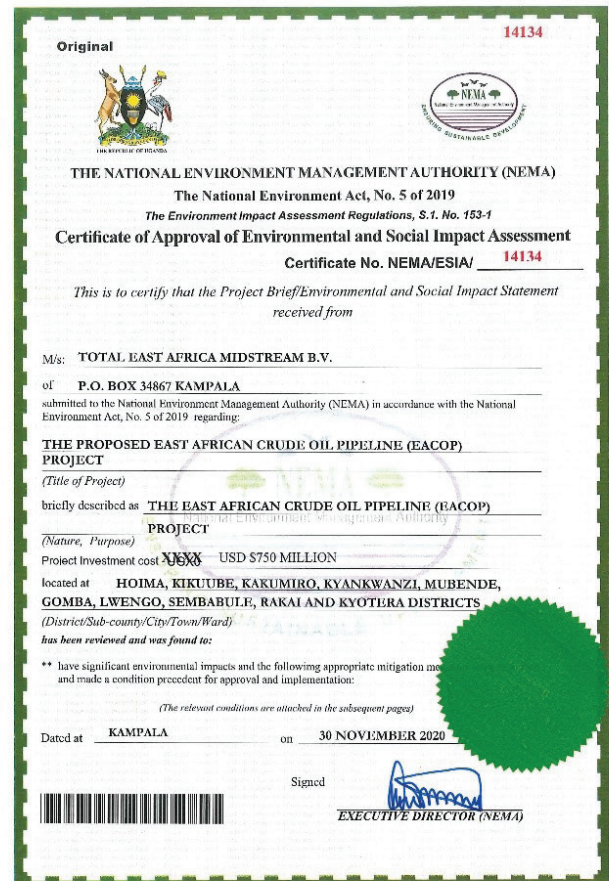 14134
Original
THE REPUBLIC OF UGANDA
NEMA
National Environment Management Authority
ENSURING SUSTAINABLE DEVELOPMENT
THE NATIONAL ENVIRONMENT MANAGEMENT AUTHORITY (NEMA)
The National Environment Act, No. 5 of 2019
The Environment Impact Assessment Regulations, S.1. No. 153-1
Certificate of Approval of Environmental and Social Impact Assessment
Certificate No. NEMA/ESIA/ 14134
This is to certify that the Project Brief/Environmental and Social Impact Statement
received from
M/s: TOTAL EAST AFRICA MIDSTREAM B.V.
of P.O. BOX 34867 KAMPALA
submitted to the National Environment Management Authority (NEMA) in accordance with the National
Environment Act, No. 5 of 2019 regarding:
THE PROPOSED EAST AFRICAN CRUDE OIL PIPELINE (EACOP)
PROJECT
(Title of Project)
briefly described as THE EAST AFRICAN CRUDE OIL PIPELINE (EACOP)
PROJECT
(Nature, Purpose)
Project Investment cost USD $750 MILLION
located at HOIMA, KIKUUBE, KAKUMIRO, KYANKWANZI, MUBENDE,
GOMBA, LWENGO, SEMBABULE, RAKAI AND KYOTERA DISTRICTS
(District/Sub-county/City/Town/Ward)
has been reviewed and was found to:
** have significant environmental impacts and the following appropriate mitigation
and made a condition precedent for approval and implementation:
(The relevant conditions are attached in the subsequent pages)
Dated at KAMPALA on 30 NOVEMBER 2020
Signed
EXECUTIVE DIRECTOR (NEMA)